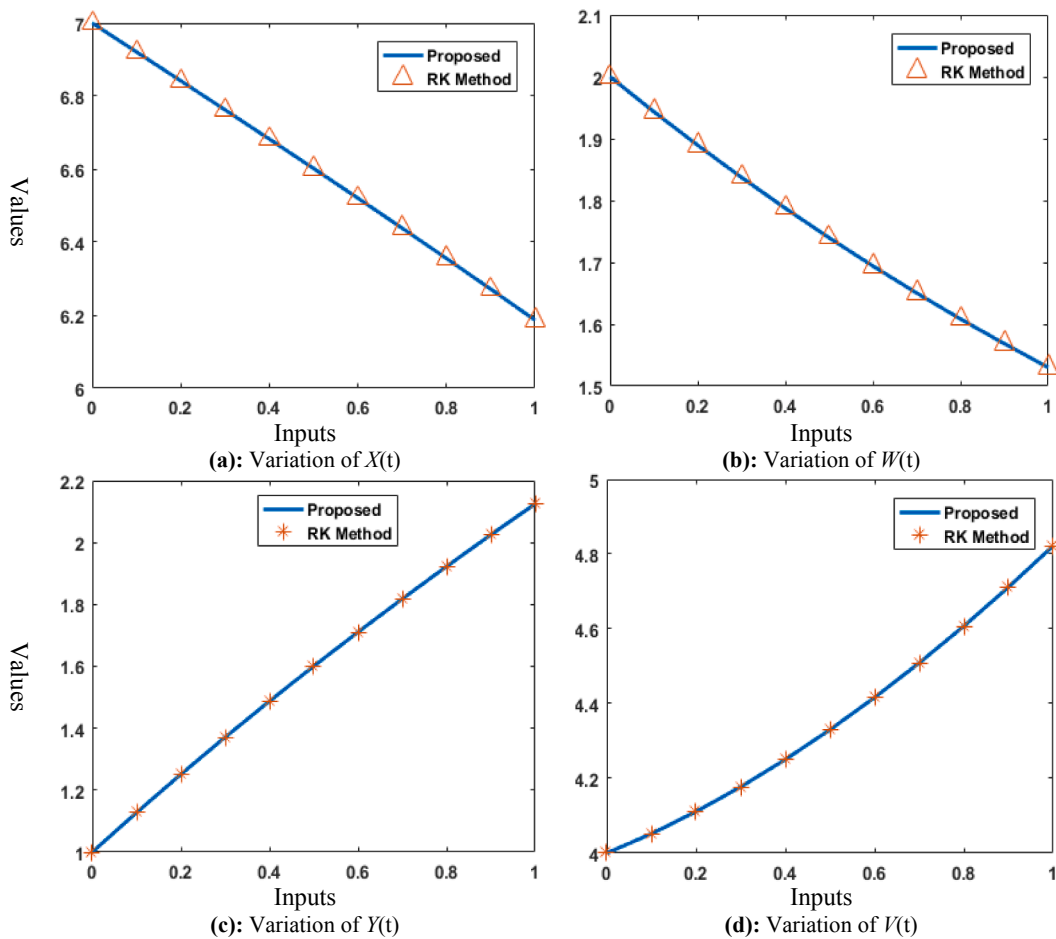 7
6.8
6.6
6.4
6.2
6
Values
0
0.2
0.4
0.6
0.8
1
Proposed
RK Method
Inputs
(a): Variation of X(t)
2.1
2
1.9
1.8
1.7
1.6
1.5
0
0.2
0.4
0.6
0.8
1
Proposed
RK Method
Inputs
(b): Variation of W(t)
2.2
2
1.8
1.6
1.4
1.2
1
Values
0
0.2
0.4
0.6
0.8
1
Proposed
RK Method
Inputs
(c): Variation of Y(t)
5
4.8
4.6
4.4
4.2
4
0
0.2
0.4
0.6
0.8
1
Proposed
RK Method
Inputs
(d): Variation of V(t)